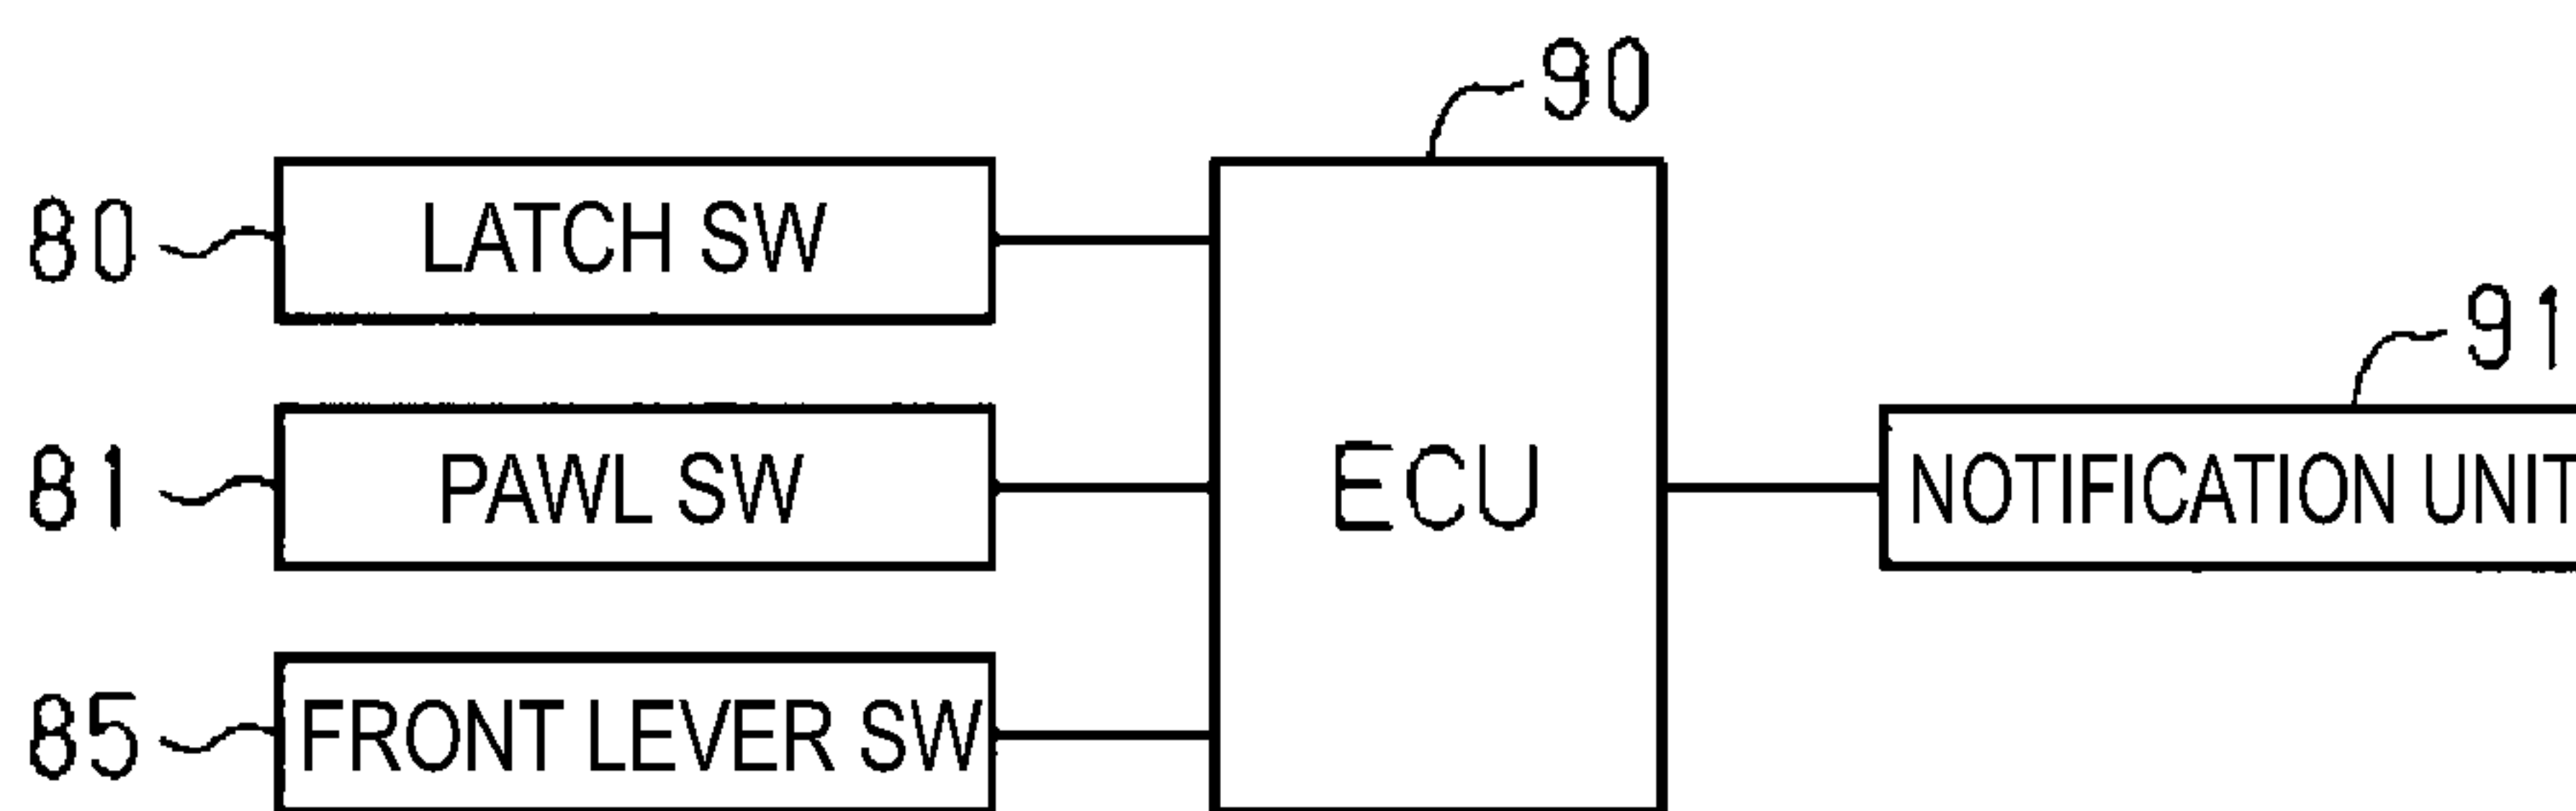 90
80 LATCH SW
91
81 PAWL SW ECU NOTIFICATION UNIT
85 FRONT LEVER SW